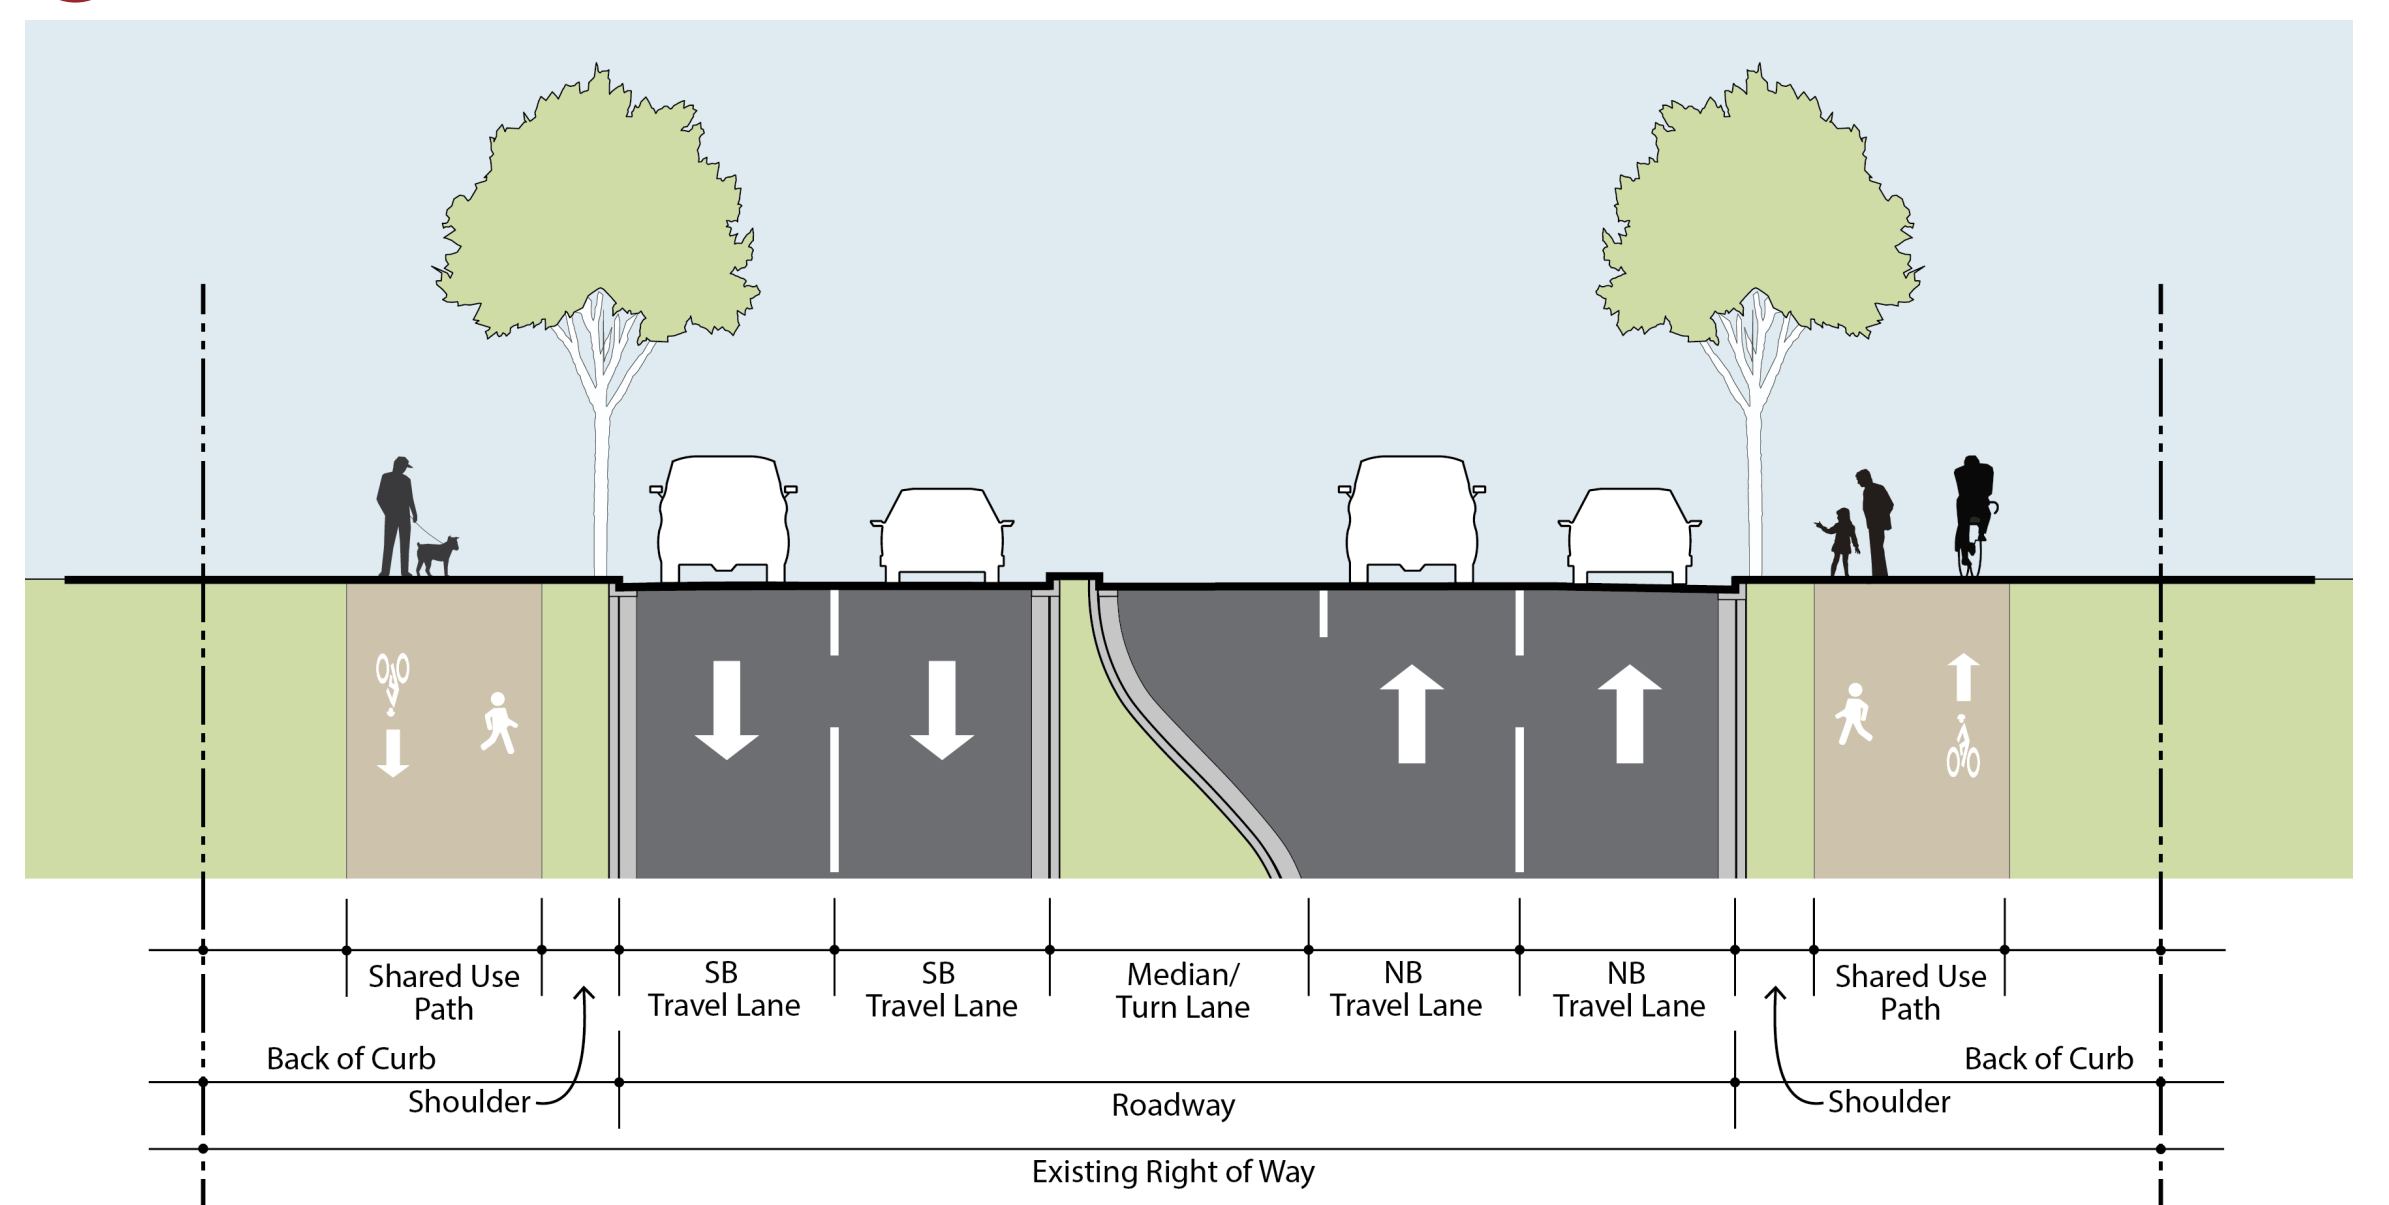 Shared Use
Path
SB
Travel Lane
SB
Travel Lane
Median/
Turn Lane
NB
Travel Lane
NB
Travel Lane
Shared Use
Path
Back of Curb
Back of Curb
Shoulder
Roadway
Shoulder
Existing Right of Way